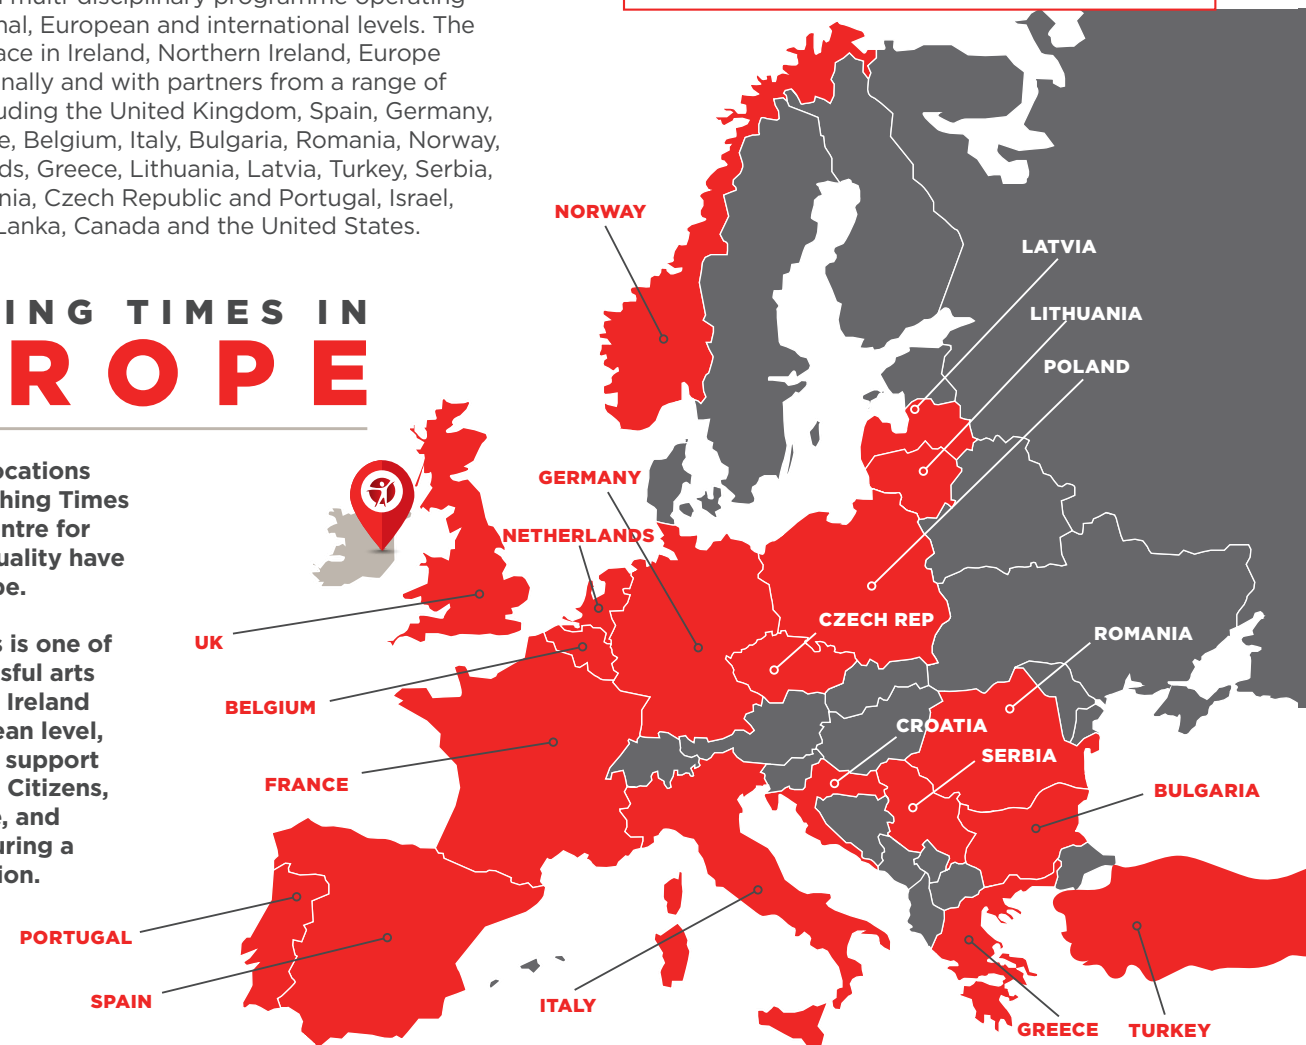 multi-disciplinary programme operating
nal, European and international levels. The
ace in Ireland, Northern Ireland, Europe
nally and with partners from a range of
uding the United Kingdom, Spain, Germany,
e, Belgium, Italy, Bulgaria, Romania, Norway,
ds, Greece, Lithuania, Latvia, Turkey, Serbia,
nia, Czech Republic and Portugal, Israel,
Lanka, Canada and the United States.
ING TIMES IN
ROPE
ocations
hing Times
ntre for
uality have
pe.
s is one of
sful arts
Ireland
ean level,
support
Citizens,
e, and
uring a
ion.
NORWAY
LATVIA
LITHUANIA
POLAND
GERMANY
NETHERLANDS
CZECH REP
ROMANIA
UK
BELGIUM
CROATIA
SERBIA
FRANCE
BULGARIA
PORTUGAL
SPAIN
ITALY
GREECE
TURKEY